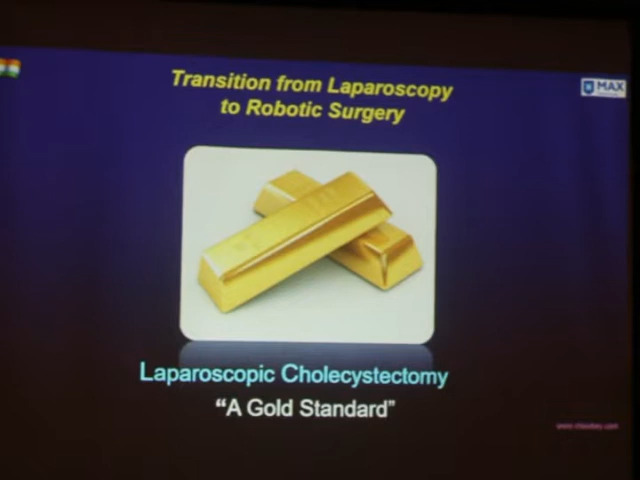 Transition from Laparoscopy
to Robotic Surgery
MAX
Laparoscopic Cholecystectomy
“A Gold Standard”